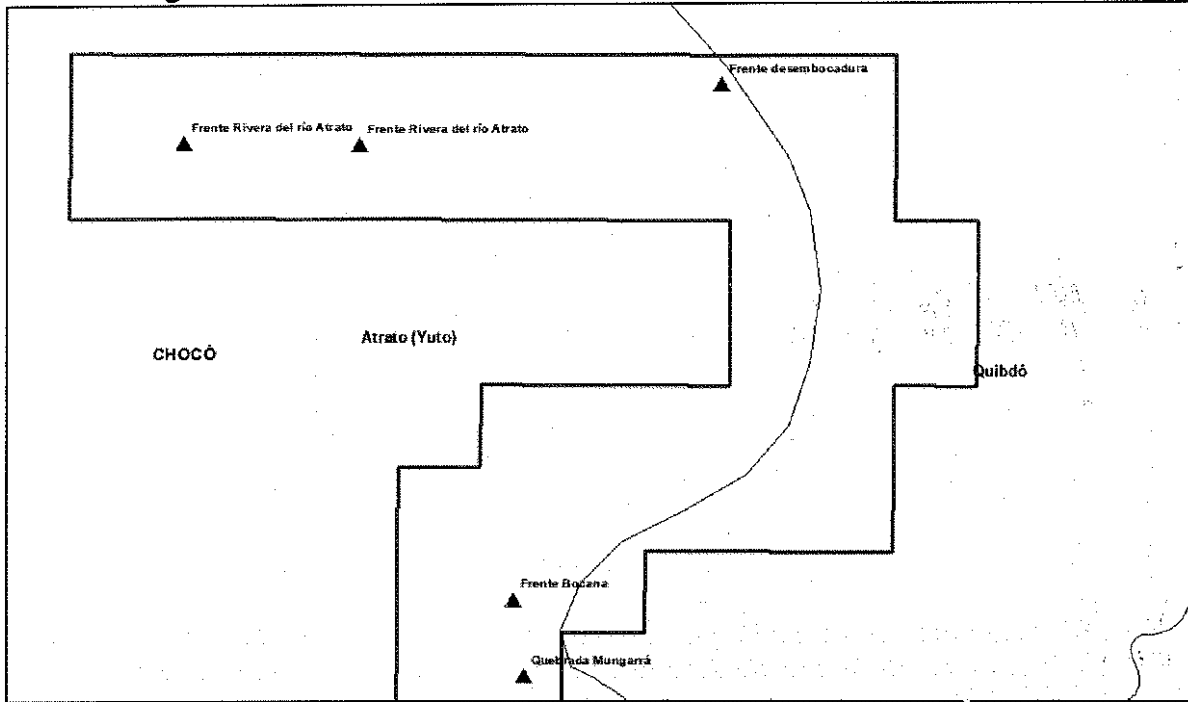 Frente desembocadura
Frente Rivera del río Atrato
Frente Rivera del río Atrato
Atrato (Yuto)
CHOCÓ
Quibdó
Frente Bocana
Quebrada Mungarrá